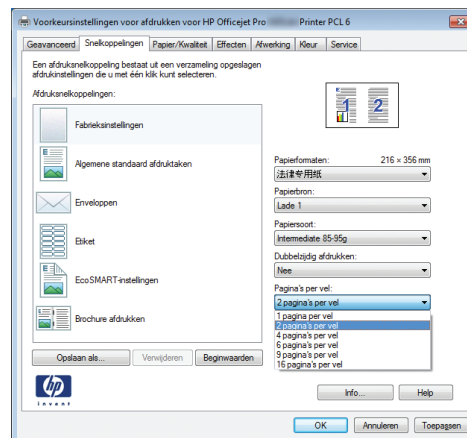 Voorkeursinstellingen voor afdrukken voor HP Officejet Pro Printer PCL 6
Geavanceerd Snelkoppelingen Papier/Kwaliteit Effecten Afwerking Kleur Service
Een afdruksnelkoppeling bestaat uit een verzameling opgeslagen
afdrukinstellingen die u met één klik kunt selecteren.
Afdruksnelkoppelingen:
Fabrieksinstellingen
Algemene standaard afdruktaken
Enveloppen
Etiket
EcoSMART-instellingen
Brochure afdrukken
Opslaan als... Verwijderen Beginwaarden
1 2
Papierformaten: 216 × 356 mm
法律专用纸
Papierbron:
Lade 1
Papiersoort:
Intermediate 85-95g
Dubbelzijdig afdrukken:
Nee
Pagina's per vel:
2 pagina's per vel
1 pagina per vel
2 pagina's per vel
4 pagina's per vel
6 pagina's per vel
9 pagina's per vel
16 pagina's per vel
hp
invent
Info... Help
OK Annuleren Toepassen